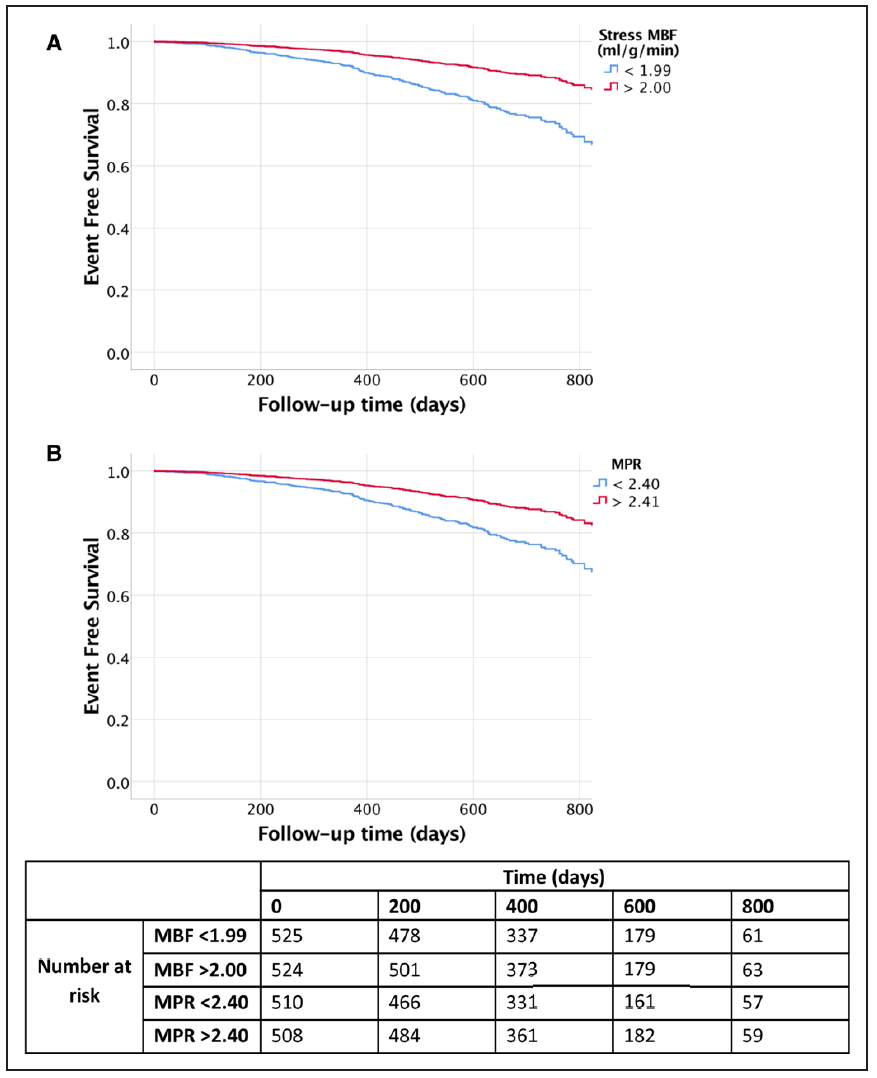 A
Stress MBF
(ml/g/min)
< 1.99
> 2.00
Event Free Survival
1.0
0.8
0.6
0.4
0.2
0.0
0 200 400 600 800
Follow-up time (days)
B
MPR
< 2.40
> 2.41
Event Free Survival
1.0
0.8
0.6
0.4
0.2
0.0
0 200 400 600 800
Follow-up time (days)
Time (days)
0 200 400 600 800
Number at risk
MBF <1.99 525 478 337 179 61
MBF >2.00 524 501 373 179 63
MPR <2.40 510 466 331 161 57
MPR >2.40 508 484 361 182 59